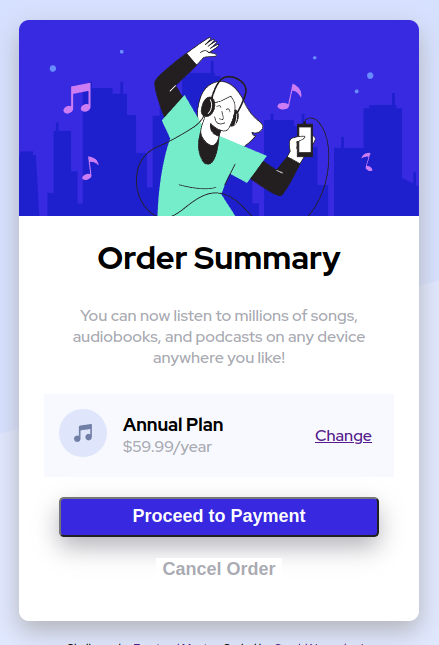 Order Summary
You can now listen to millions of songs,
audiobooks, and podcasts on any device
anywhere you like!
Annual Plan
$59.99/year
Change
Proceed to Payment
Cancel Order